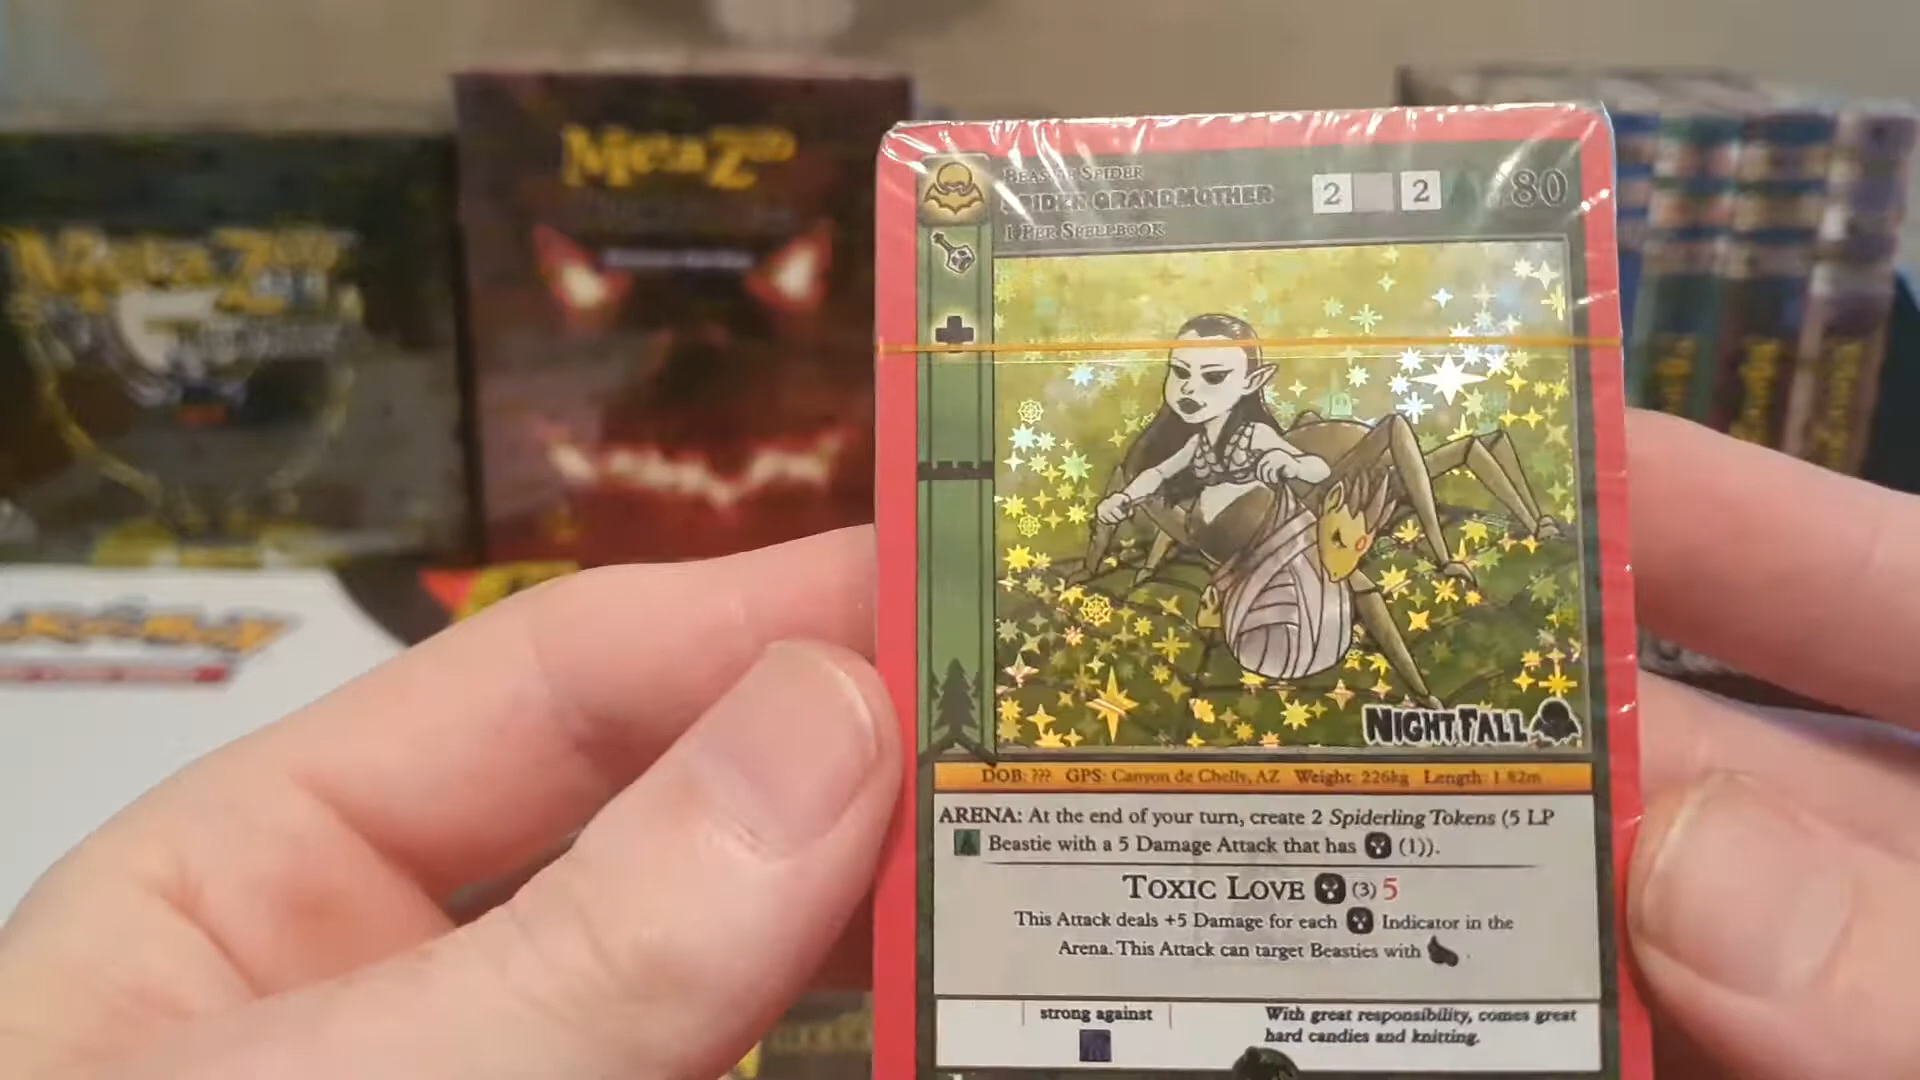 MetaZoo
MetaZoo
BEASTIE SPIDER
SPIDER GRANDMOTHER
2 2 80
1 PER SPELLBOOK
NIGHTFALL
DOB: ??? GPS: Canyon de Chelly, AZ Weight: 226kg Length: 1.82m
ARENA: At the end of your turn, create 2 Spiderling Tokens (5 LP
Beastie with a 5 Damage Attack that has (1)).
TOXIC LOVE (3) 5
This Attack deals +5 Damage for each Indicator in the
Arena. This Attack can target Beasties with .
strong against
With great responsibility, comes great
hard candies and knitting.